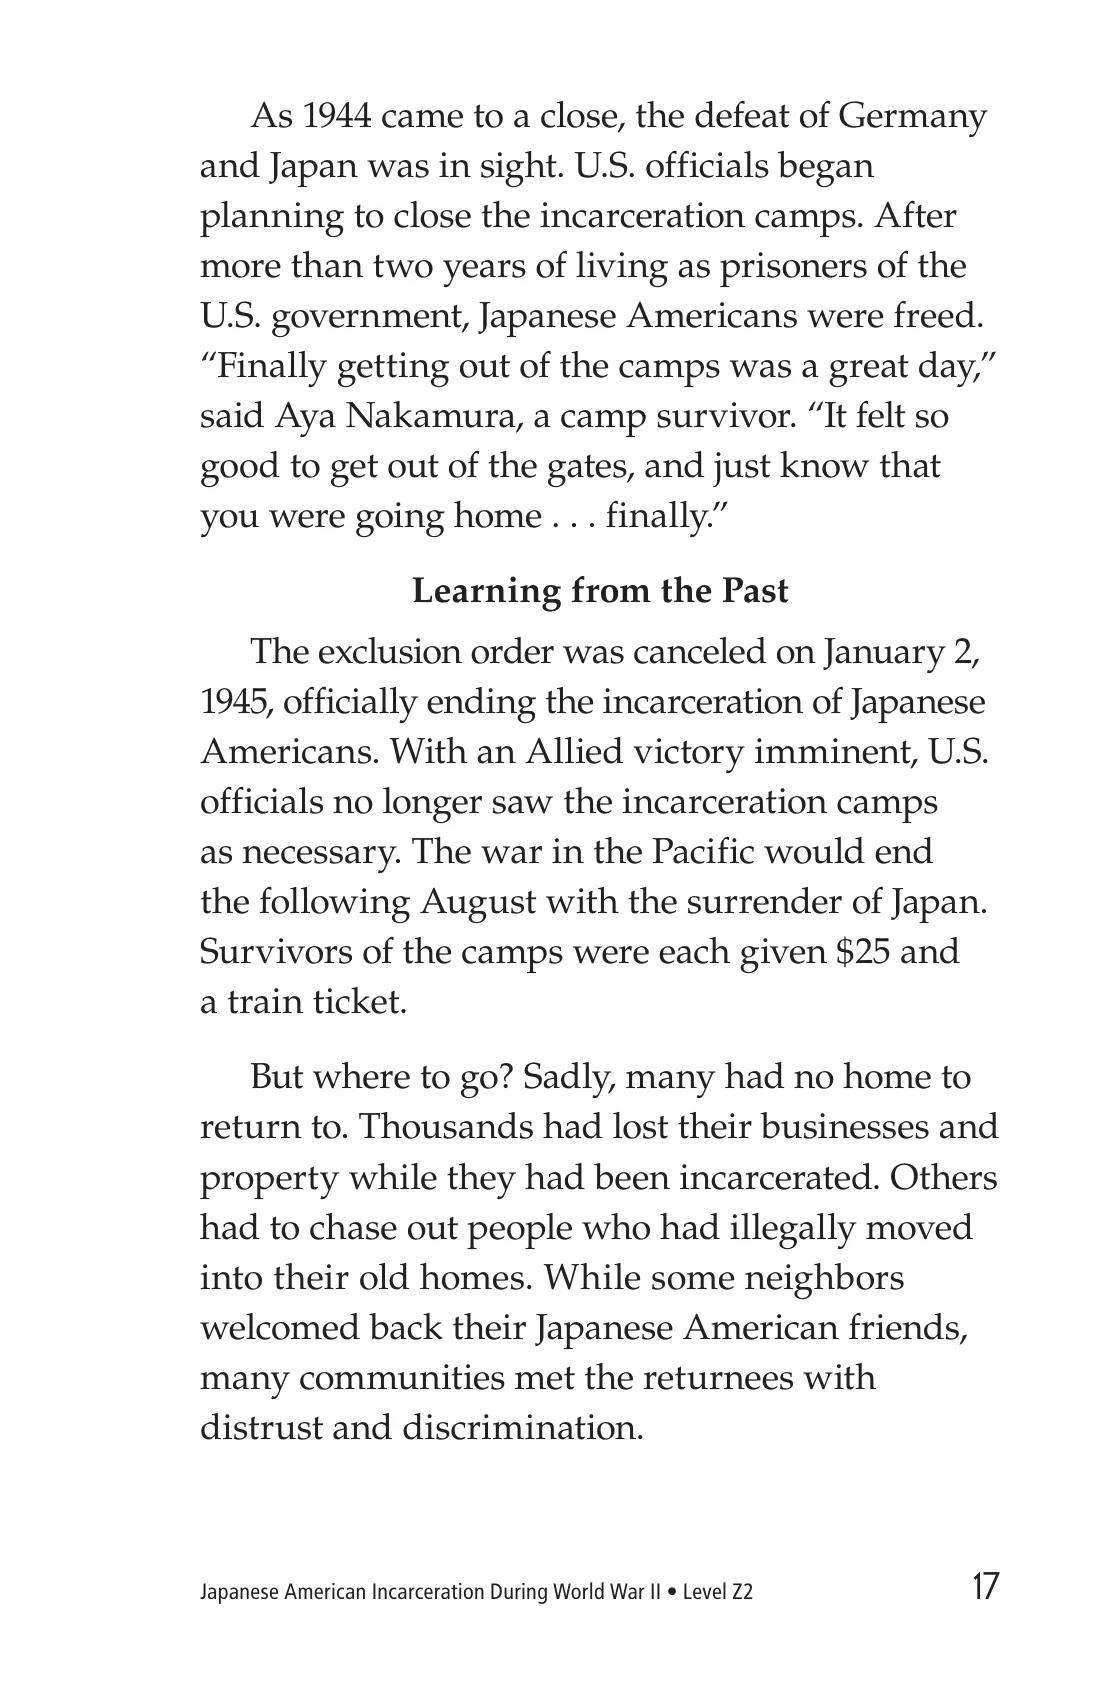 As 1944 came to a close, the defeat of Germany
and Japan was in sight. U.S. officials began
planning to close the incarceration camps. After
more than two years of living as prisoners of the
U.S. government, Japanese Americans were freed.
“Finally getting out of the camps was a great day,”
said Aya Nakamura, a camp survivor. “It felt so
good to get out of the gates, and just know that
you were going home . . . finally.”
Learning from the Past
The exclusion order was canceled on January 2,
1945, officially ending the incarceration of Japanese
Americans. With an Allied victory imminent, U.S.
officials no longer saw the incarceration camps
as necessary. The war in the Pacific would end
the following August with the surrender of Japan.
Survivors of the camps were each given $25 and
a train ticket.
But where to go? Sadly, many had no home to
return to. Thousands had lost their businesses and
property while they had been incarcerated. Others
had to chase out people who had illegally moved
into their old homes. While some neighbors
welcomed back their Japanese American friends,
many communities met the returnees with
distrust and discrimination.
Japanese American Incarceration During World War II • Level Z2 17